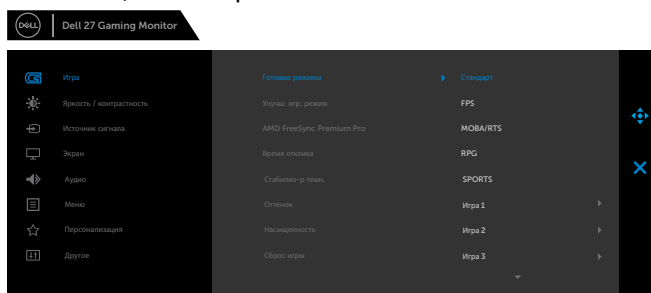 DELL Dell 27 Gaming Monitor
Игра Готовые режимы Стандарт
Яркость / контрастность Улучш. игр. режим FPS
Источник сигнала AMD FreeSync Premium Pro MOBA/RTS
Экран Время отклика RPG
Аудио Стабилиз-р темн. SPORTS
Меню Оттенок Игра 1
Персонализация Насыщенность Игра 2
Другое Сброс игры Игра 3